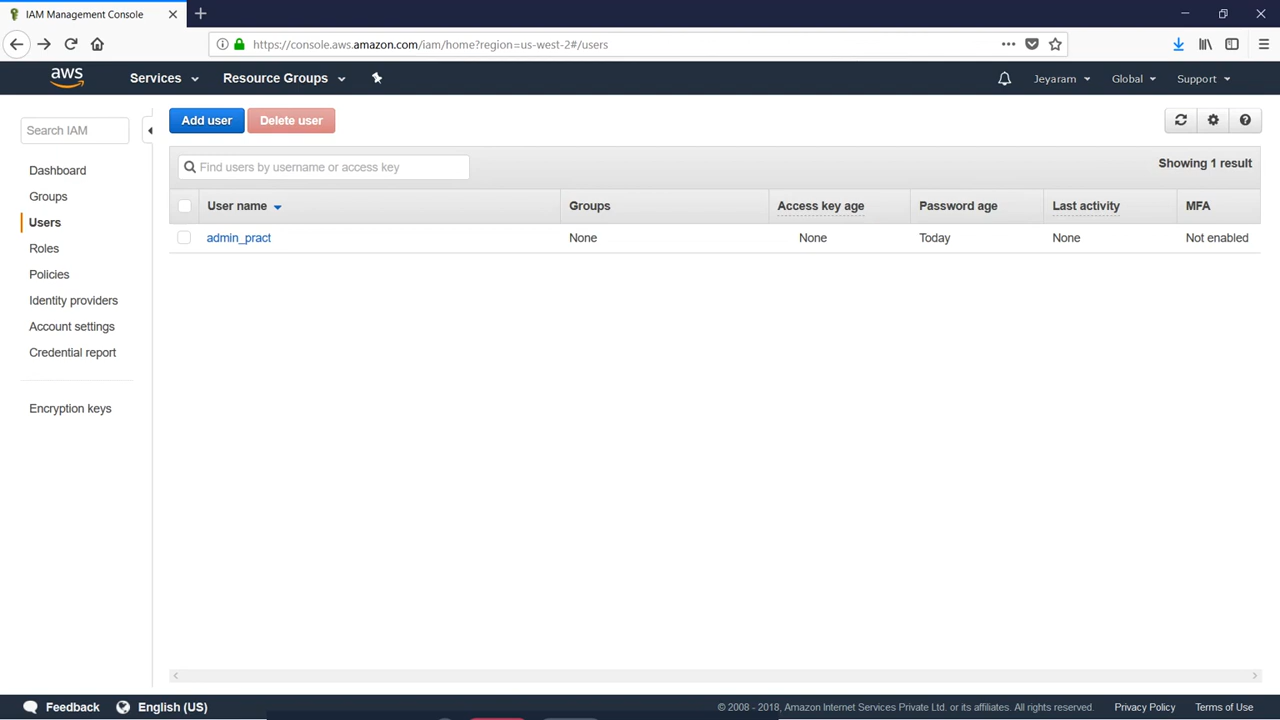 IAM Management Console
https://console.aws.amazon.com/iam/home?region=us-west-2#/users
aws Services Resource Groups Jeyaram Global Support
Search IAM
Dashboard
Groups
Users
Roles
Policies
Identity providers
Account settings
Credential report
Encryption keys
Add user Delete user
Find users by username or access key Showing 1 result
User name Groups Access key age Password age Last activity MFA
admin_pract None None Today None Not enabled
Feedback English (US) © 2008 - 2018, Amazon Internet Services Private Ltd. or its affiliates. All rights reserved. Privacy Policy Terms of Use